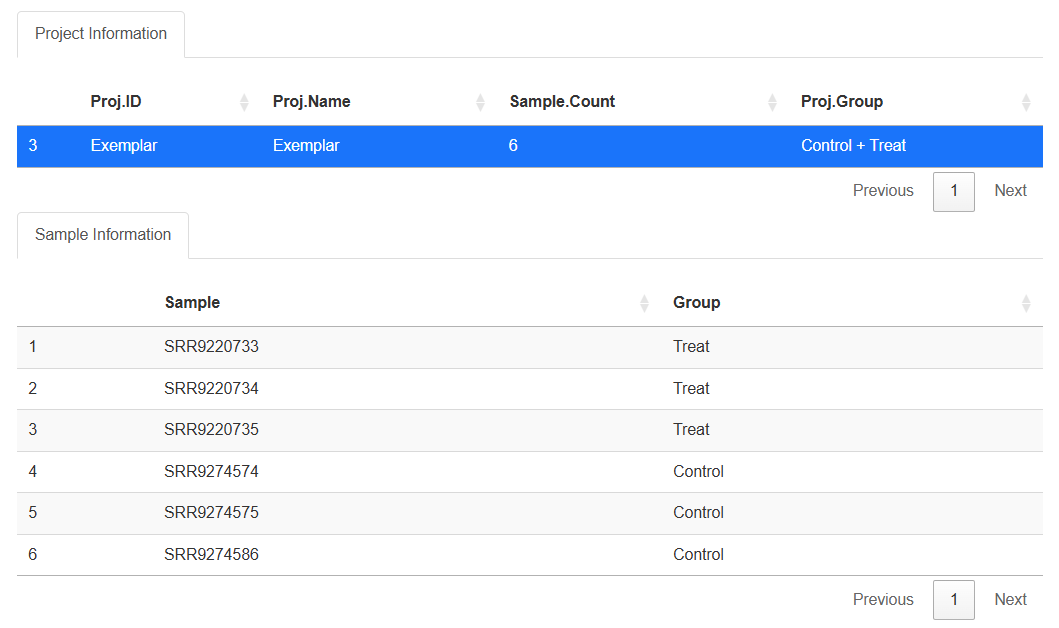 Project Information
Proj.ID Proj.Name Sample.Count Proj.Group
3 Exemplar Exemplar 6 Control + Treat
Previous 1 Next
Sample Information
Sample Group
1 SRR9220733 Treat
2 SRR9220734 Treat
3 SRR9220735 Treat
4 SRR9274574 Control
5 SRR9274575 Control
6 SRR9274586 Control
Previous 1 Next